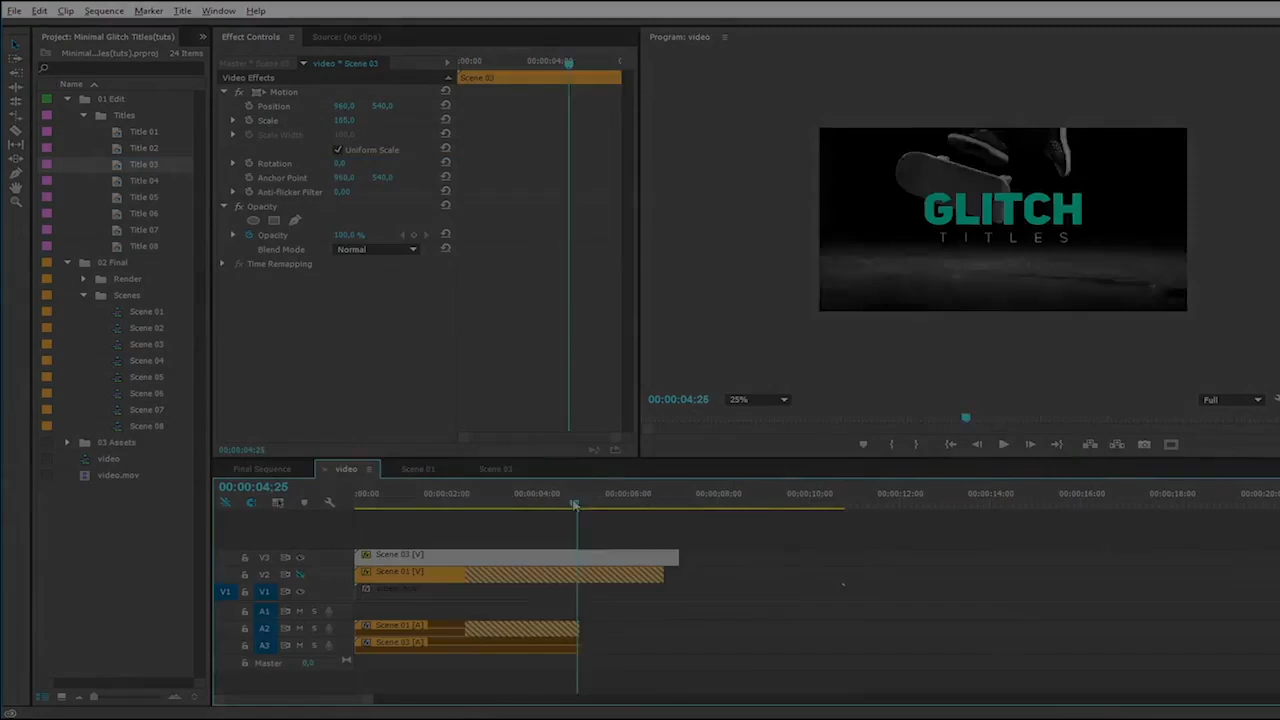 File Edit Clip Sequence Marker Title Window Help
Project: Minimal Glitch Titles(tuts)
Minimal...les(tuts).prproj 24 Items
Name
01 Edit
Titles
Title 01
Title 02
Title 03
Title 04
Title 05
Title 06
Title 07
Title 08
02 Final
Render
Scenes
Scene 01
Scene 02
Scene 03
Scene 04
Scene 05
Scene 06
Scene 07
Scene 08
03 Assets
video
video.mov
Effect Controls Source: (no clips)
Master * Scene 03 video * Scene 03 :00:00 00:00:04:00
Video Effects Scene 03
fx Motion
Position 960,0 540,0
Scale 165,0
Scale Width 100,0
Uniform Scale
Rotation 0,0
Anchor Point 960,0 540,0
Anti-flicker Filter 0,00
fx Opacity
Opacity 100,0 %
Blend Mode Normal
fx Time Remapping
00:00:04:25
Program: video
GLITCH
TITLES
00:00:04:25 25% Full
Final Sequence video Scene 01 Scene 03
00:00:04:25
:00:00 00:00:02:00 00:00:04:00 00:00:06:00 00:00:08:00 00:00:10:00 00:00:12:00 00:00:14:00 00:00:16:00 00:00:18:00
V3 Scene 03 [V]
V2 Scene 01 [V]
V1 V1
A1 M S
A2 M S Scene 01 [A]
A3 M S Scene 03 [A]
Master 0,0